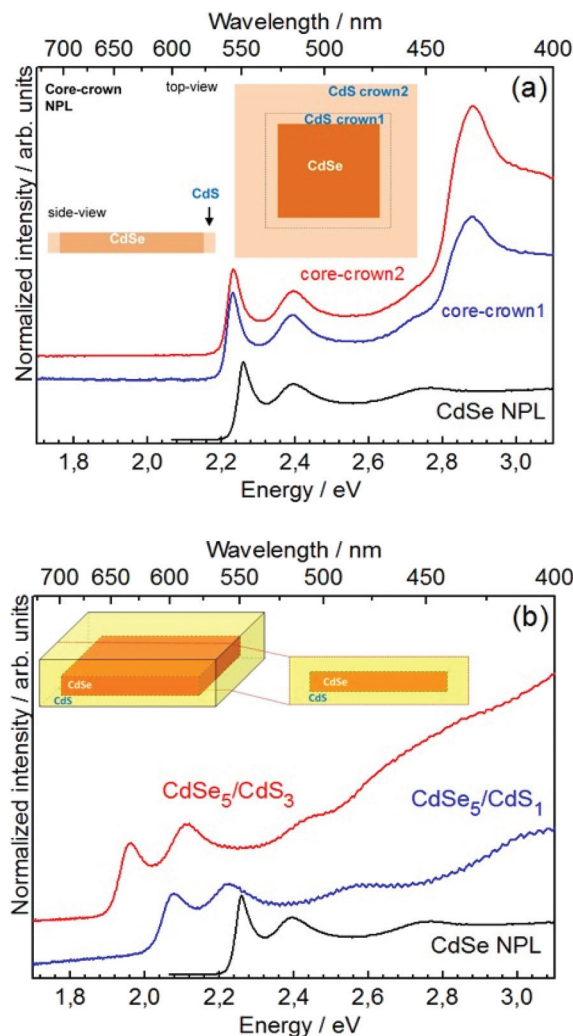 Wavelength / nm
700 650 600 550 500 450 400
(a)
Core-crown
NPL
top-view
CdS crown2
CdS crown1
CdSe
CdS
side-view
CdSe
core-crown2
core-crown1
CdSe NPL
Normalized intensity / arb. units
1,8 2,0 2,2 2,4 2,6 2,8 3,0
Energy / eV
Wavelength / nm
700 650 600 550 500 450 400
(b)
CdSe
CdS
CdSe
CdS
CdSe5/CdS3
CdSe5/CdS1
CdSe NPL
Normalized intensity / arb. units
1,8 2,0 2,2 2,4 2,6 2,8 3,0
Energy / eV